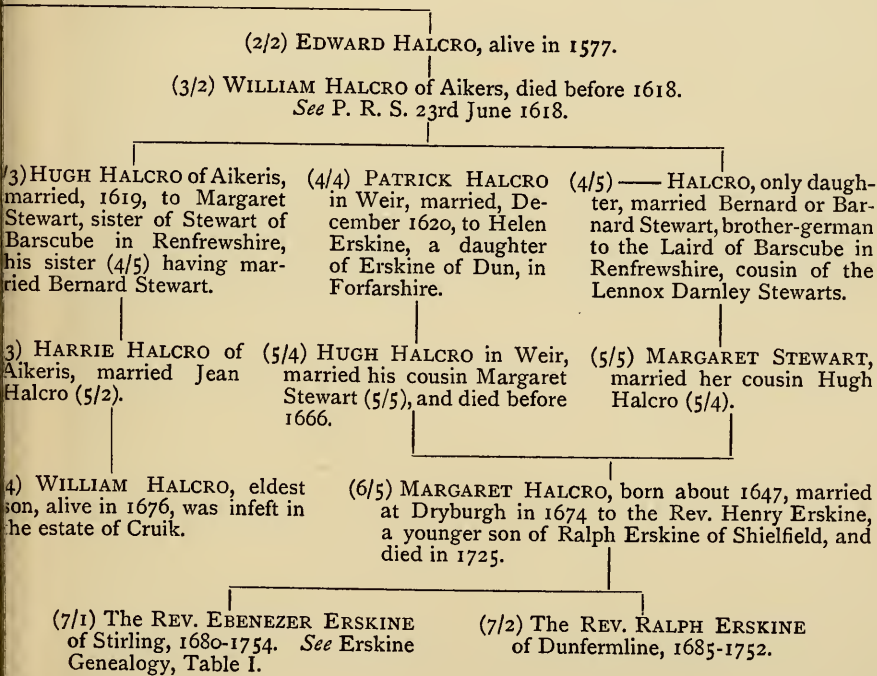 (2/2) EDWARD HALCRO, alive in 1577.
(3/2) WILLIAM HALCRO of Aikers, died before 1618.
See P. R. S. 23rd June 1618.
/3) HUGH HALCRO of Aikeris,
married, 1619, to Margaret
Stewart, sister of Stewart of
Barscube in Renfrewshire,
his sister (4/5) having mar-
ried Bernard Stewart.
(4/4) PATRICK HALCRO
in Weir, married, De-
cember 1620, to Helen
Erskine, a daughter
of Erskine of Dun, in
Forfarshire.
(4/5) —— HALCRO, only daugh-
ter, married Bernard or Bar-
nard Stewart, brother-german
to the Laird of Barscube in
Renfrewshire, cousin of the
Lennox Darnley Stewarts.
3) HARRIE HALCRO of
Aikeris, married Jean
Halcro (5/2).
(5/4) HUGH HALCRO in Weir,
married his cousin Margaret
Stewart (5/5), and died before
1666.
(5/5) MARGARET STEWART,
married her cousin Hugh
Halcro (5/4).
4) WILLIAM HALCRO, eldest
son, alive in 1676, was infeft in
the estate of Cruik.
(6/5) MARGARET HALCRO, born about 1647, married
at Dryburgh in 1674 to the Rev. Henry Erskine,
a younger son of Ralph Erskine of Shielfield, and
died in 1725.
(7/1) The REV. EBENEZER ERSKINE
of Stirling, 1680-1754. See Erskine
Genealogy, Table I.
(7/2) The REV. RALPH ERSKINE
of Dunfermline, 1685-1752.